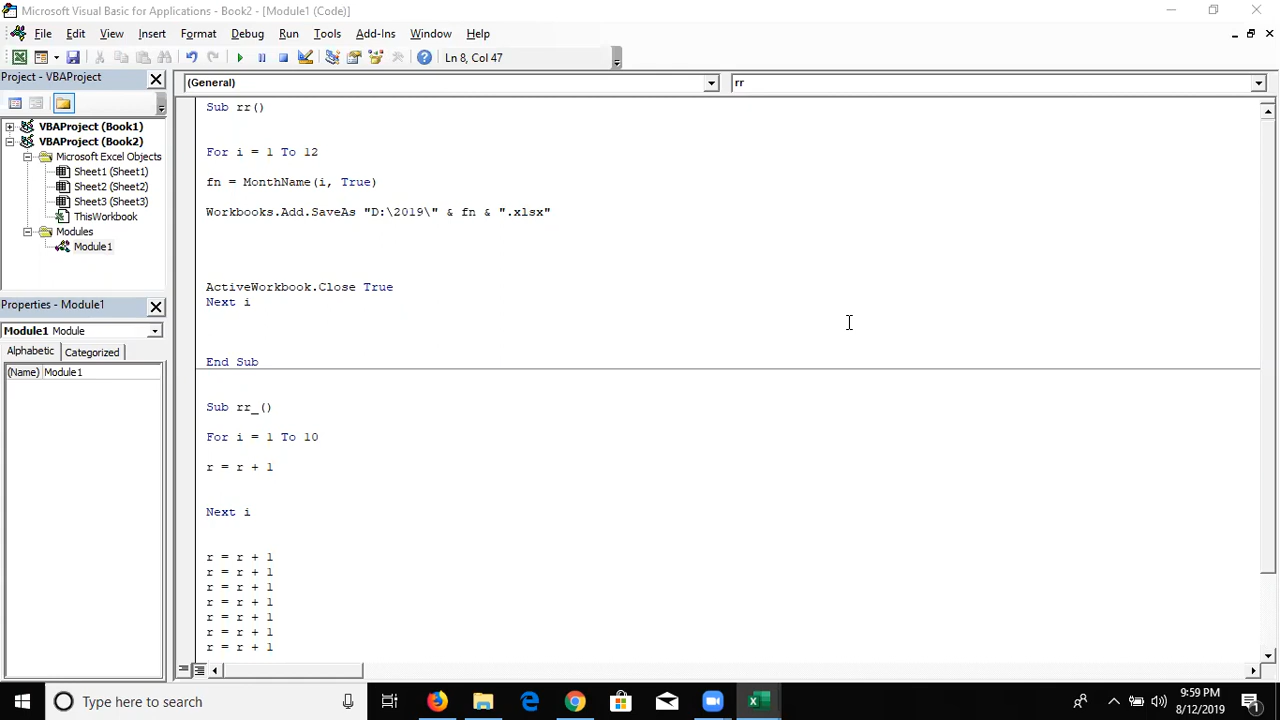 Microsoft Visual Basic for Applications - Book2 - [Module1 (Code)]
File Edit View Insert Format Debug Run Tools Add-Ins Window Help
Ln 8, Col 47
Project - VBAProject
(General)
rr
VBAProject (Book1)
VBAProject (Book2)
Microsoft Excel Objects
Sheet1 (Sheet1)
Sheet2 (Sheet2)
Sheet3 (Sheet3)
ThisWorkbook
Modules
Module1
Properties - Module1
Module1 Module
Alphabetic Categorized
(Name) Module1
Sub rr()
For i = 1 To 12
fn = MonthName(i, True)
Workbooks.Add.SaveAs "D:\2019\" & fn & ".xlsx"
ActiveWorkbook.Close True
Next i
End Sub
Sub rr_()
For i = 1 To 10
r = r + 1
Next i
r = r + 1
r = r + 1
r = r + 1
r = r + 1
r = r + 1
r = r + 1
r = r + 1
Type here to search
9:59 PM
8/12/2019
1